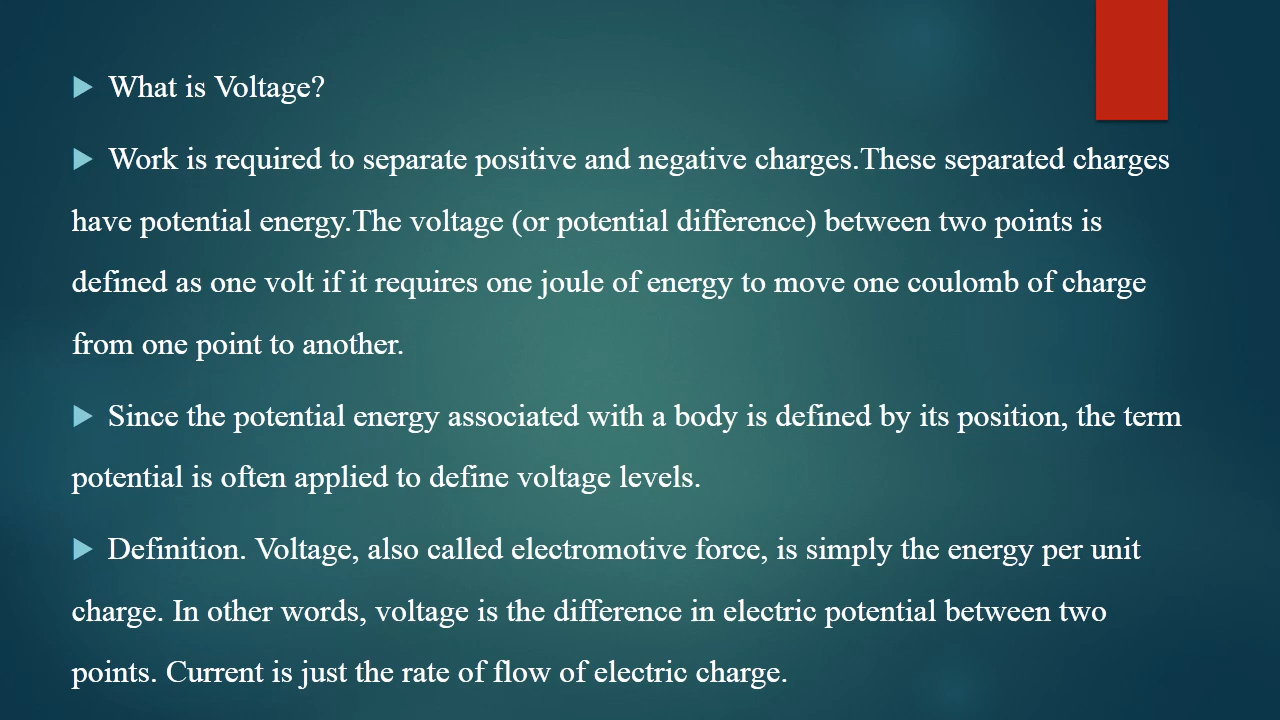 What is Voltage?
Work is required to separate positive and negative charges.These separated charges
have potential energy.The voltage (or potential difference) between two points is
defined as one volt if it requires one joule of energy to move one coulomb of charge
from one point to another.
Since the potential energy associated with a body is defined by its position, the term
potential is often applied to define voltage levels.
Definition. Voltage, also called electromotive force, is simply the energy per unit
charge. In other words, voltage is the difference in electric potential between two
points. Current is just the rate of flow of electric charge.